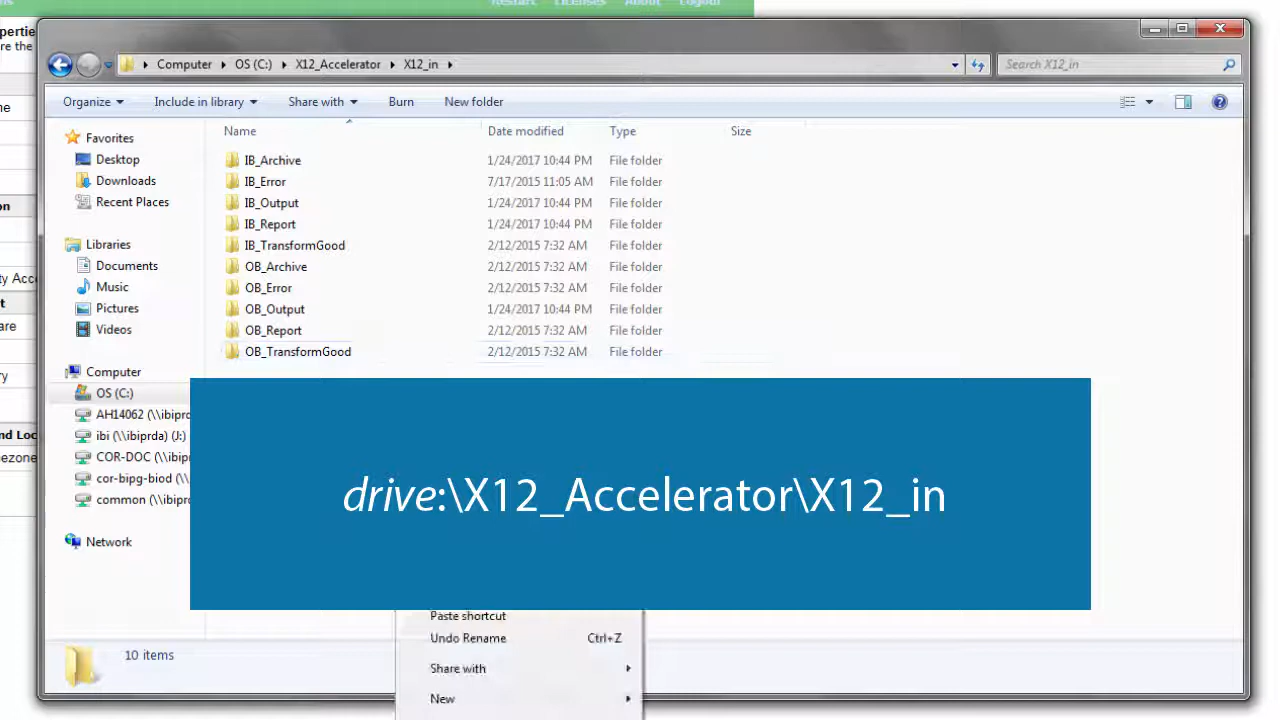 Restart Licenses About Logout
Computer OS (C:) X12_Accelerator X12_in
Search X12_in
Organize Include in library Share with Burn New folder
Name Date modified Type Size
Favorites
Desktop
Downloads
Recent Places
Libraries
Documents
Music
Pictures
Videos
Computer
OS (C:)
AH14062 (\\ibiprd
ibi (\\ibiprda) (J:)
COR-DOC (\\ibip
cor-bipg-biod (\\
common (\\ibipr
Network
IB_Archive 1/24/2017 10:44 PM File folder
IB_Error 7/17/2015 11:05 AM File folder
IB_Output 1/24/2017 10:44 PM File folder
IB_Report 1/24/2017 10:44 PM File folder
IB_TransformGood 2/12/2015 7:32 AM File folder
OB_Archive 2/12/2015 7:32 AM File folder
OB_Error 2/12/2015 7:32 AM File folder
OB_Output 1/24/2017 10:44 PM File folder
OB_Report 2/12/2015 7:32 AM File folder
OB_TransformGood 2/12/2015 7:32 AM File folder
drive:\X12_Accelerator\X12_in
Paste shortcut
Undo Rename Ctrl+Z
Share with
New
10 items